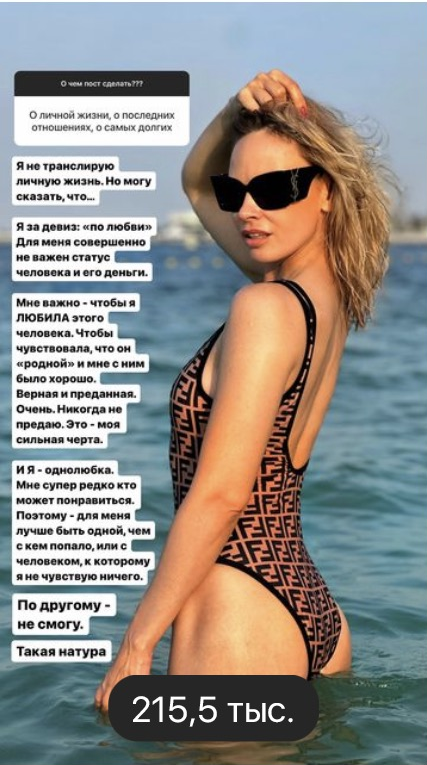 О чем пост сделать???
О личной жизни, о последних
отношениях, о самых долгих
Я не транслирую
личную жизнь. Но могу
сказать, что...
Я за девиз: «по любви»
Для меня совершенно
не важен статус
человека и его деньги.
Мне важно - чтобы я
ЛЮБИЛА этого
человека. Чтобы
чувствовала, что он
«родной» и мне с ним
было хорошо.
Верная и преданная.
Очень. Никогда не
предаю. Это - моя
сильная черта.
И Я - однолюбка.
Мне супер редко кто
может понравиться.
Поэтому - для меня
лучше быть одной, чем
с кем попало, или с
человеком, к которому
я не чувствую ничего.
По другому -
не смогу.
Такая натура
215,5 тыс.